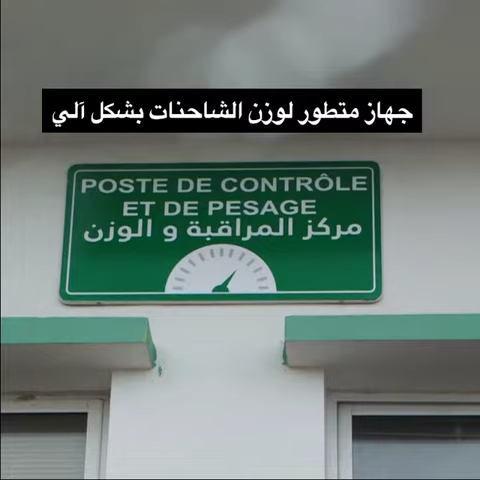 جهاز متطور لوزن الشاحنات بشكل آلي
POSTE DE CONTRÔLE
ET DE PESAGE
مركز المراقبة و الوزن